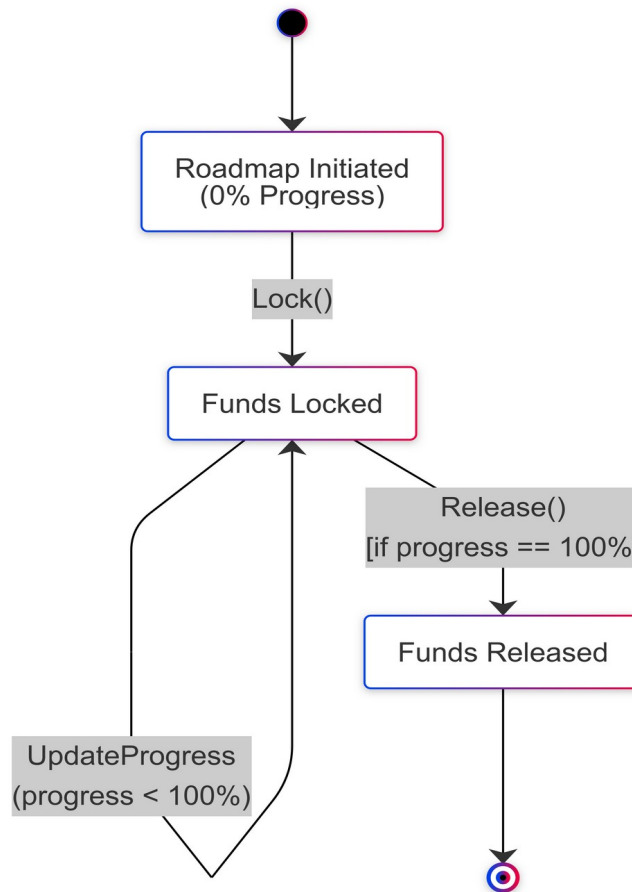 Roadmap Initiated
(0% Progress)
Lock()
Funds Locked
Release()
[if progress == 100%
Funds Released
UpdateProgress
(progress < 100%)